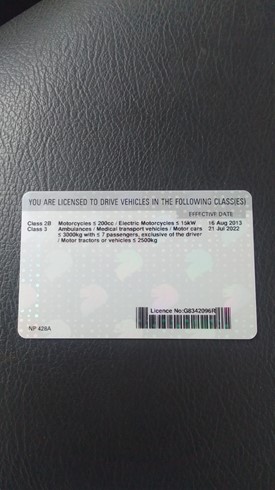 YOU ARE LICENSED TO DRIVE VEHICLES IN THE FOLLOWING CLASS(ES)
EFFECTIVE DATE
Class 2B Motorcycles ≤ 200cc / Electric Motorcycles ≤ 15kW 16 Aug 2013
Class 3 Ambulances / Medical transport vehicles / Motor cars 21 Jul 2022
≤ 3000kg with ≤ 7 passengers, exclusive of the driver
/ Motor tractors or vehicles ≤ 2500kg
Licence No:G8342096R
NP 428A